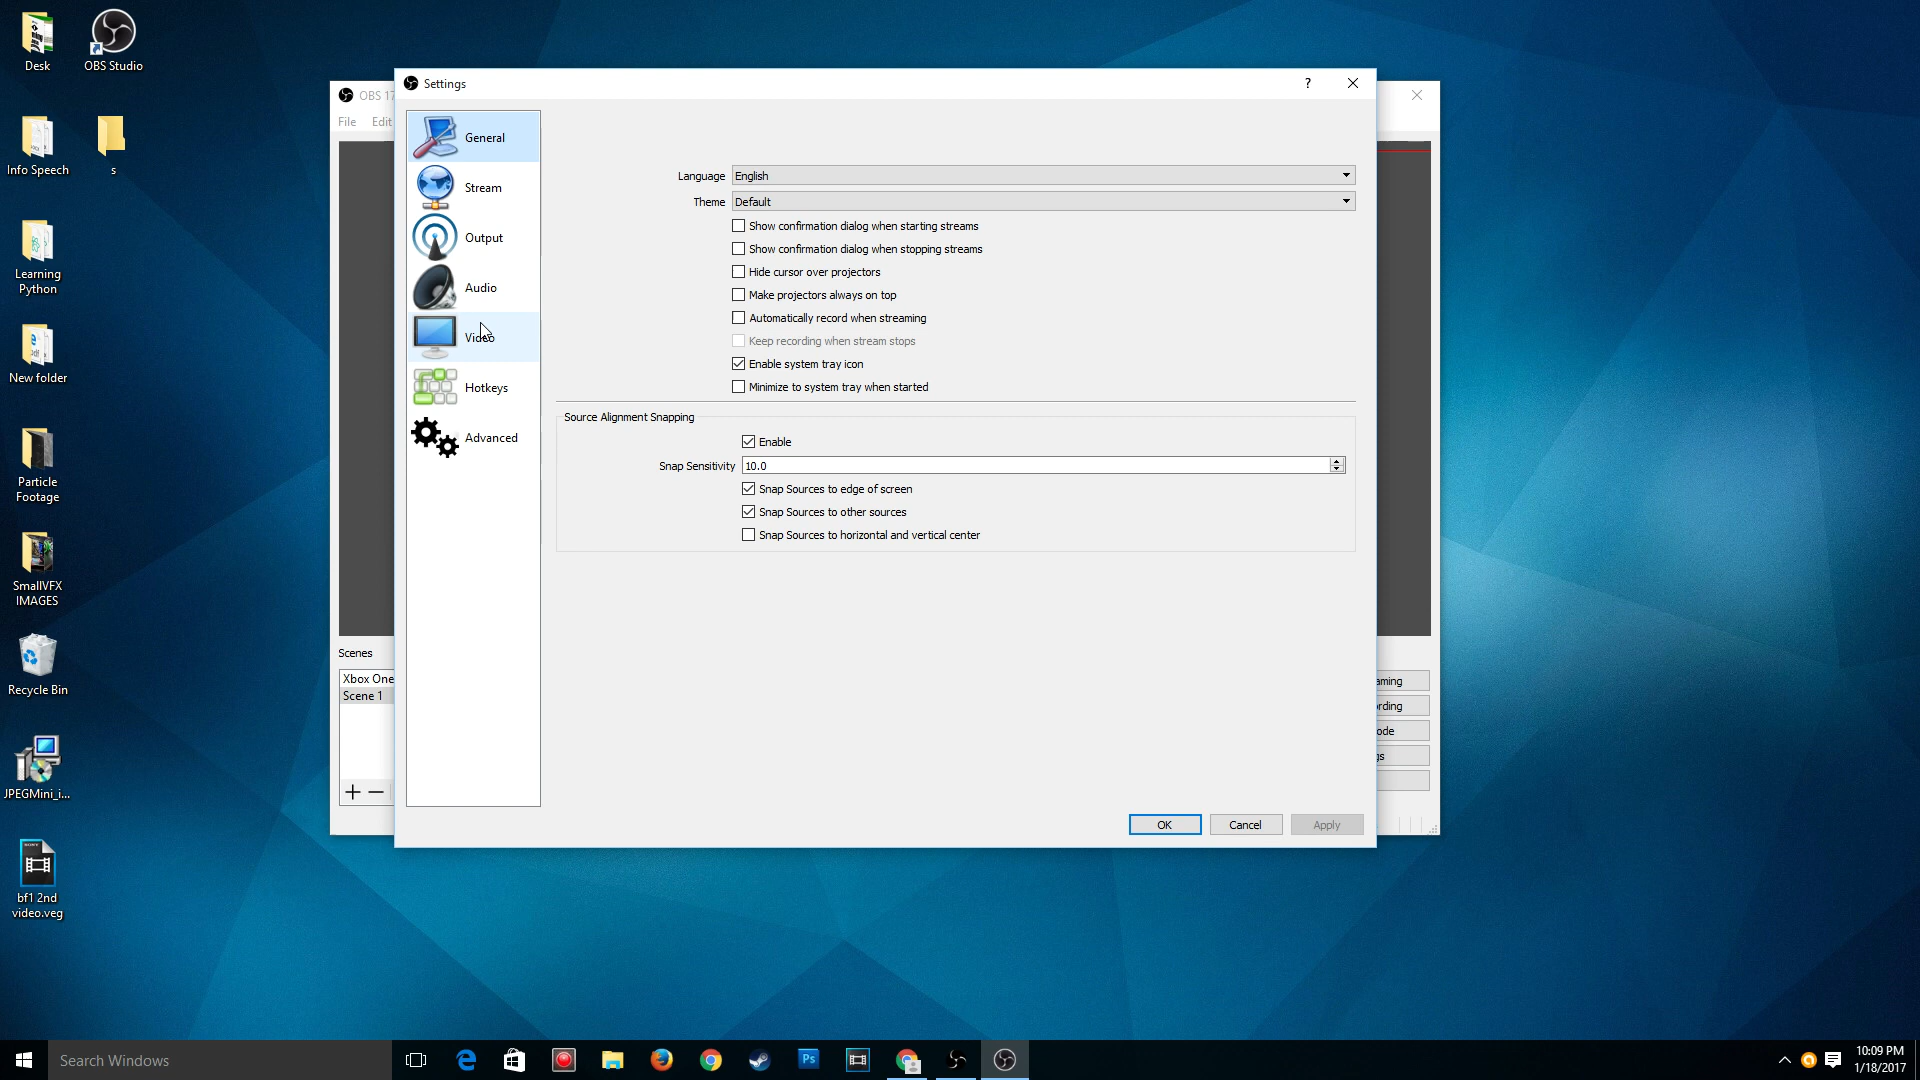 Desk
OBS Studio
Info Speech
s
Learning
Python
New folder
Particle
Footage
SmallVFX
IMAGES
Recycle Bin
JPEGMini_i...
SONY
bf1 2nd
video.veg
OBS 17
File
Edit
Settings
?
General
Stream
Output
Audio
Video
Hotkeys
Advanced
Language
English
Theme
Default
Show confirmation dialog when starting streams
Show confirmation dialog when stopping streams
Hide cursor over projectors
Make projectors always on top
Automatically record when streaming
Keep recording when stream stops
Enable system tray icon
Minimize to system tray when started
Source Alignment Snapping
Enable
Snap Sensitivity
10.0
Snap Sources to edge of screen
Snap Sources to other sources
Snap Sources to horizontal and vertical center
Scenes
Xbox One
Scene 1
aming
rding
ode
gs
OK
Cancel
Apply
Search Windows
Ps
10:09 PM
1/18/2017